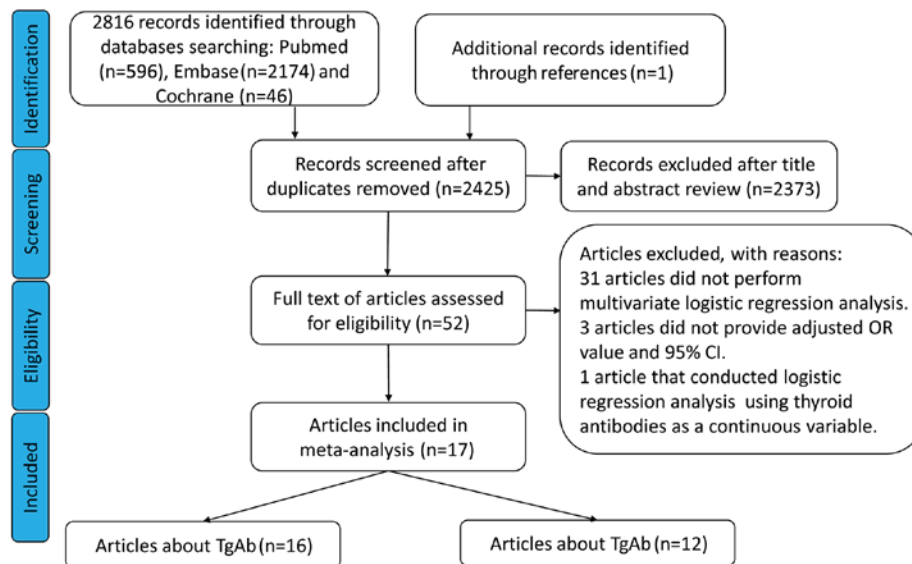 Identification
2816 records identified through
databases searching: Pubmed
(n=596), Embase(n=2174) and
Cochrane (n=46)
Additional records identified
through references(n=1)
Screening
Records screened after
duplicates removed (n=2425)
Records excluded after title
and abstract review (n=2373)
Eligibility
Full text of articles assessed
for eligibility (n=52)
Articles excluded, with reasons:
31 articles did not perform
multivariate logistic regression analysis.
3 articles did not provide adjusted OR
value and 95% CI.
1 article that conducted logistic
regression analysis using thyroid
antibodies as a continuous variable.
Included
Articles included in
meta-analysis (n=17)
Articles about TgAb(n=16)
Articles about TgAb(n=12)